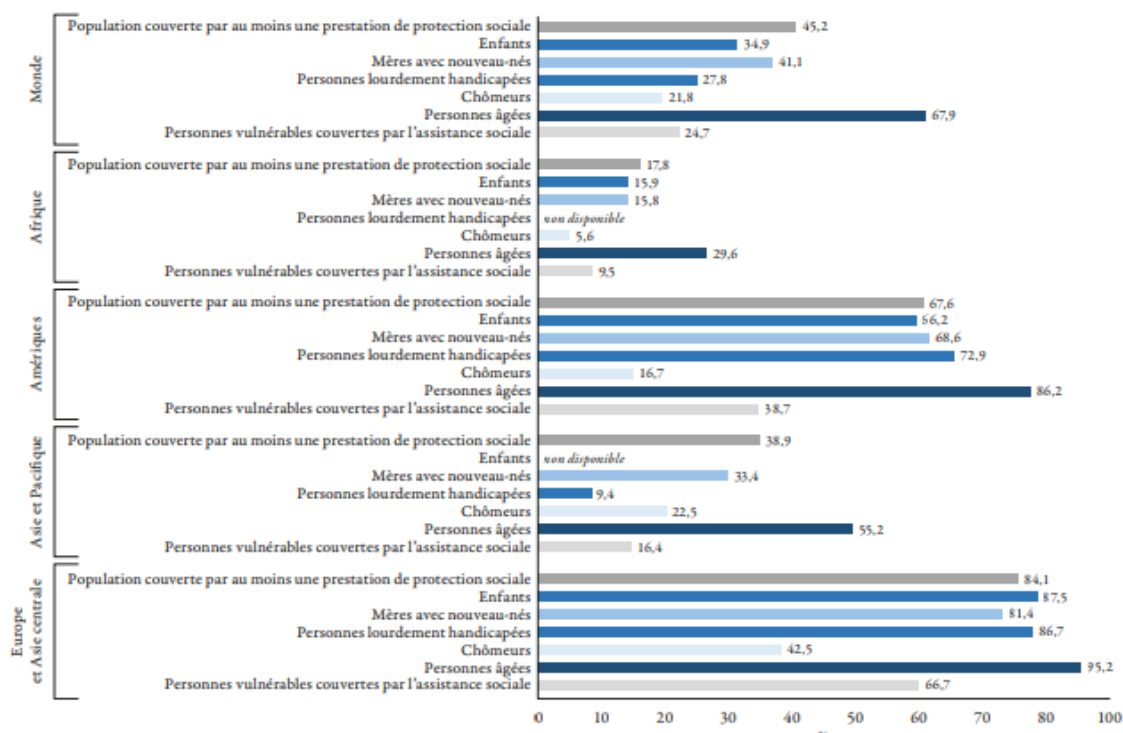 Monde
Population couverte par au moins une prestation de protection sociale 45,2
Enfants 34,9
Mères avec nouveau-nés 41,1
Personnes lourdement handicapées 27,8
Chômeurs 21,8
Personnes âgées 67,9
Personnes vulnérables couvertes par l'assistance sociale 24,7
Afrique
Population couverte par au moins une prestation de protection sociale 17,8
Enfants 15,9
Mères avec nouveau-nés 15,8
Personnes lourdement handicapées non disponible
Chômeurs 5,6
Personnes âgées 29,6
Personnes vulnérables couvertes par l'assistance sociale 9,5
Amériques
Population couverte par au moins une prestation de protection sociale 67,6
Enfants 66,2
Mères avec nouveau-nés 68,6
Personnes lourdement handicapées 72,9
Chômeurs 16,7
Personnes âgées 86,2
Personnes vulnérables couvertes par l'assistance sociale 38,7
Asie et Pacifique
Population couverte par au moins une prestation de protection sociale 38,9
Enfants non disponible
Mères avec nouveau-nés 33,4
Personnes lourdement handicapées 9,4
Chômeurs 22,5
Personnes âgées 55,2
Personnes vulnérables couvertes par l'assistance sociale 16,4
Europe
et Asie centrale
Population couverte par au moins une prestation de protection sociale 84,1
Enfants 87,5
Mères avec nouveau-nés 81,4
Personnes lourdement handicapées 86,7
Chômeurs 42,5
Personnes âgées 95,2
Personnes vulnérables couvertes par l'assistance sociale 66,7
0 10 20 30 40 50 60 70 80 90 100